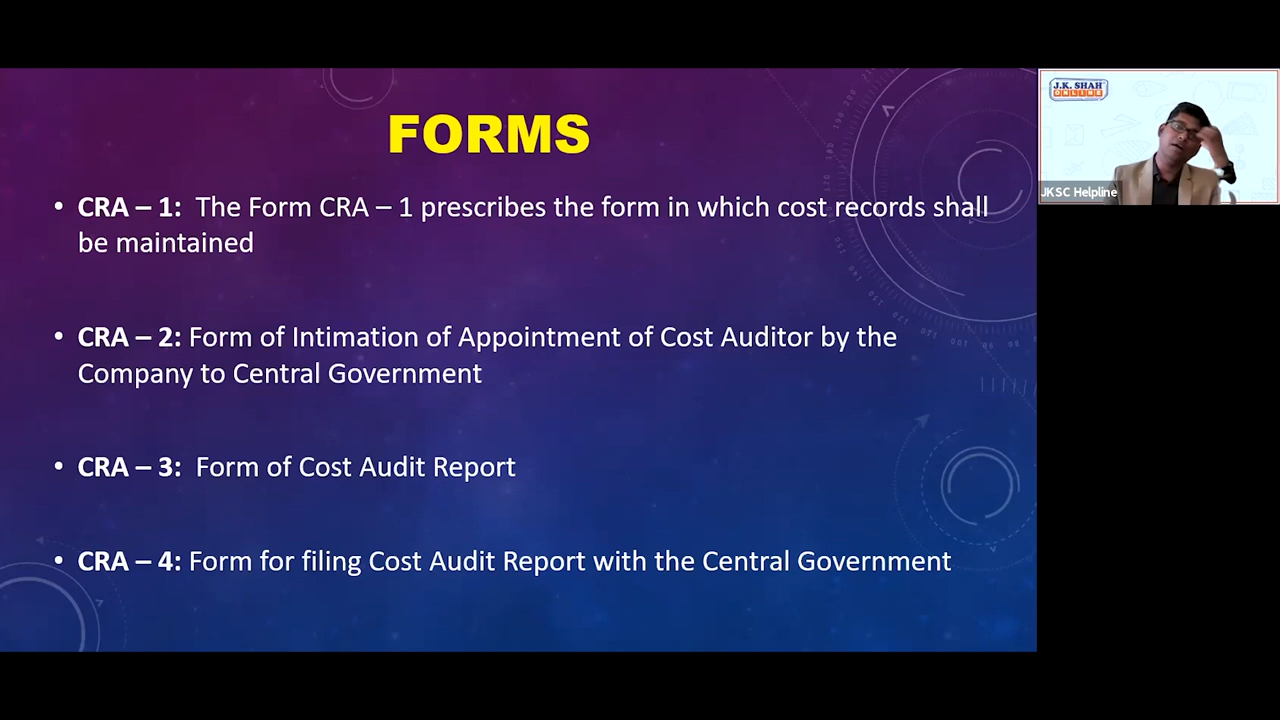 FORMS
• CRA – 1: The Form CRA – 1 prescribes the form in which cost records shall
be maintained
• CRA – 2: Form of Intimation of Appointment of Cost Auditor by the
Company to Central Government
• CRA – 3: Form of Cost Audit Report
• CRA – 4: Form for filing Cost Audit Report with the Central Government
J.K. SHAH
ONLINE
JKSC Helpline